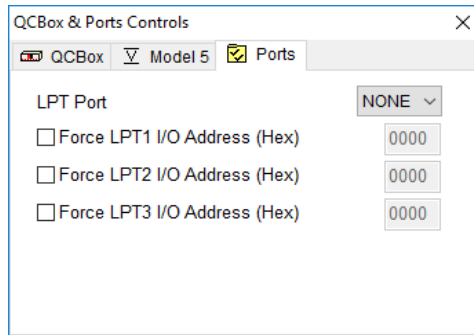 QCBox & Ports Controls
QCBox Model 5 Ports
LPT Port NONE
Force LPT1 I/O Address (Hex) 0000
Force LPT2 I/O Address (Hex) 0000
Force LPT3 I/O Address (Hex) 0000